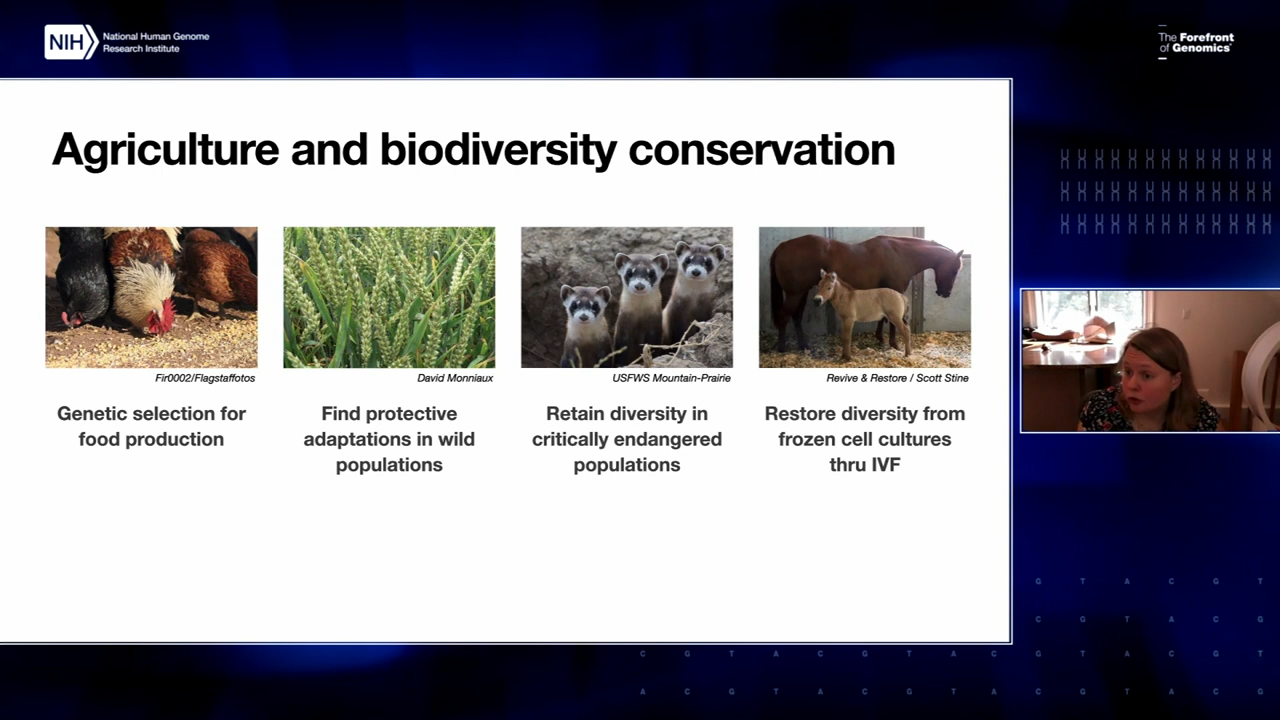 NIH
National Human Genome
Research Institute
The Forefront
of Genomics®
Agriculture and biodiversity conservation
Fir0002/Flagstaffotos
David Monniaux
USFWS Mountain-Prairie
Revive & Restore / Scott Stine
Genetic selection for
food production
Find protective
adaptations in wild
populations
Retain diversity in
critically endangered
populations
Restore diversity from
frozen cell cultures
thru IVF
G T A C G T
C G T A C G
C G T A C G T A C G T A C G T
A C G T A C G T A C G T A C G